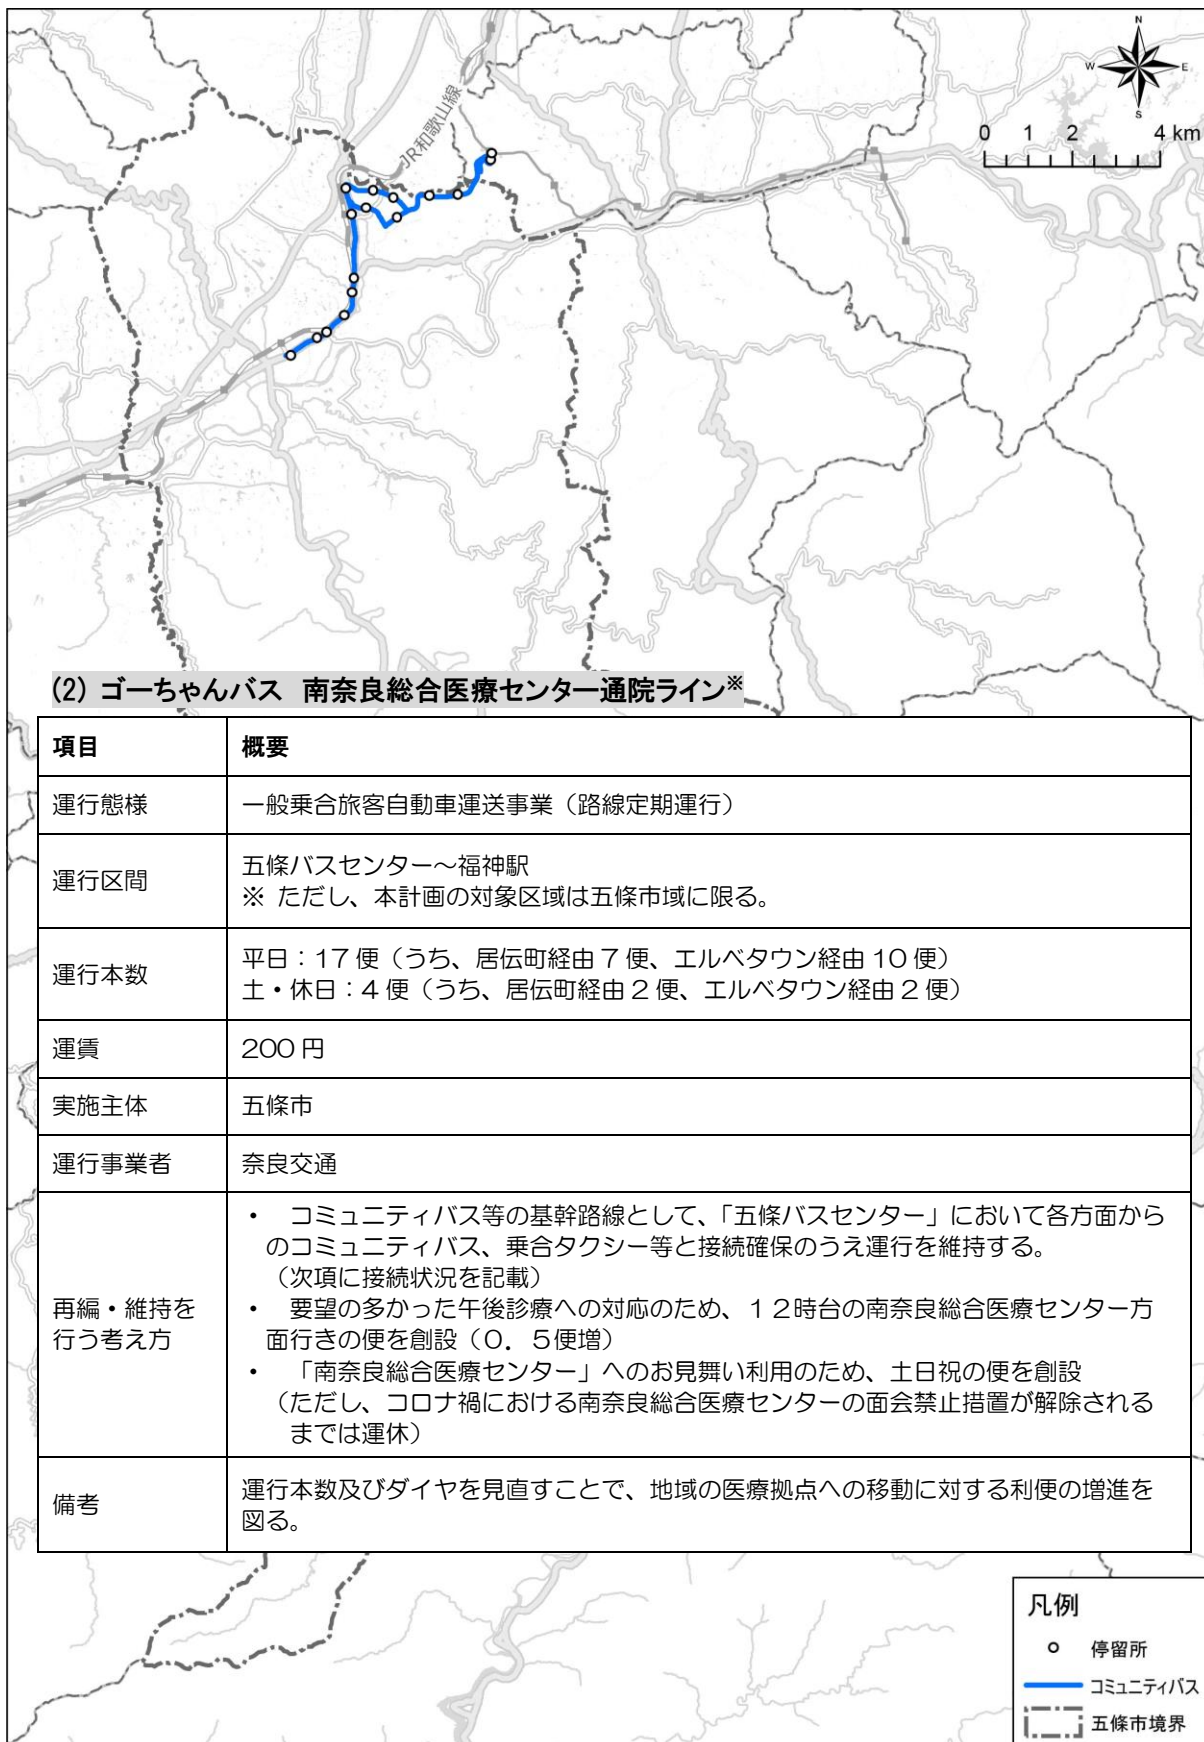 N
W
E
S
0 1 2 4 km
JR和歌山線
(2) ゴーちゃんバス 南奈良総合医療センター通院ライン※
項目 概要
運行態様 一般乗合旅客自動車運送事業（路線定期運行）
運行区間 五條バスセンター～福神駅
※ ただし、本計画の対象区域は五條市域に限る。
運行本数 平日：17 便（うち、居伝町経由 7 便、エルベタウン経由 10 便）
土・休日：4 便（うち、居伝町経由 2 便、エルベタウン経由 2 便）
運賃 200 円
実施主体 五條市
運行事業者 奈良交通
再編・維持を
行う考え方
・ コミュニティバス等の基幹路線として、「五條バスセンター」において各方面から
のコミュニティバス、乗合タクシー等と接続確保のうえ運行を維持する。
（次項に接続状況を記載）
・ 要望の多かった午後診療への対応のため、１２時台の南奈良総合医療センター方
面行きの便を創設（０．５便増）
・ 「南奈良総合医療センター」へのお見舞い利用のため、土日祝の便を創設
（ただし、コロナ禍における南奈良総合医療センターの面会禁止措置が解除される
までは運休）
備考 運行本数及びダイヤを見直すことで、地域の医療拠点への移動に対する利便の増進を
図る。
凡例
停留所
コミュニティバス
五條市境界